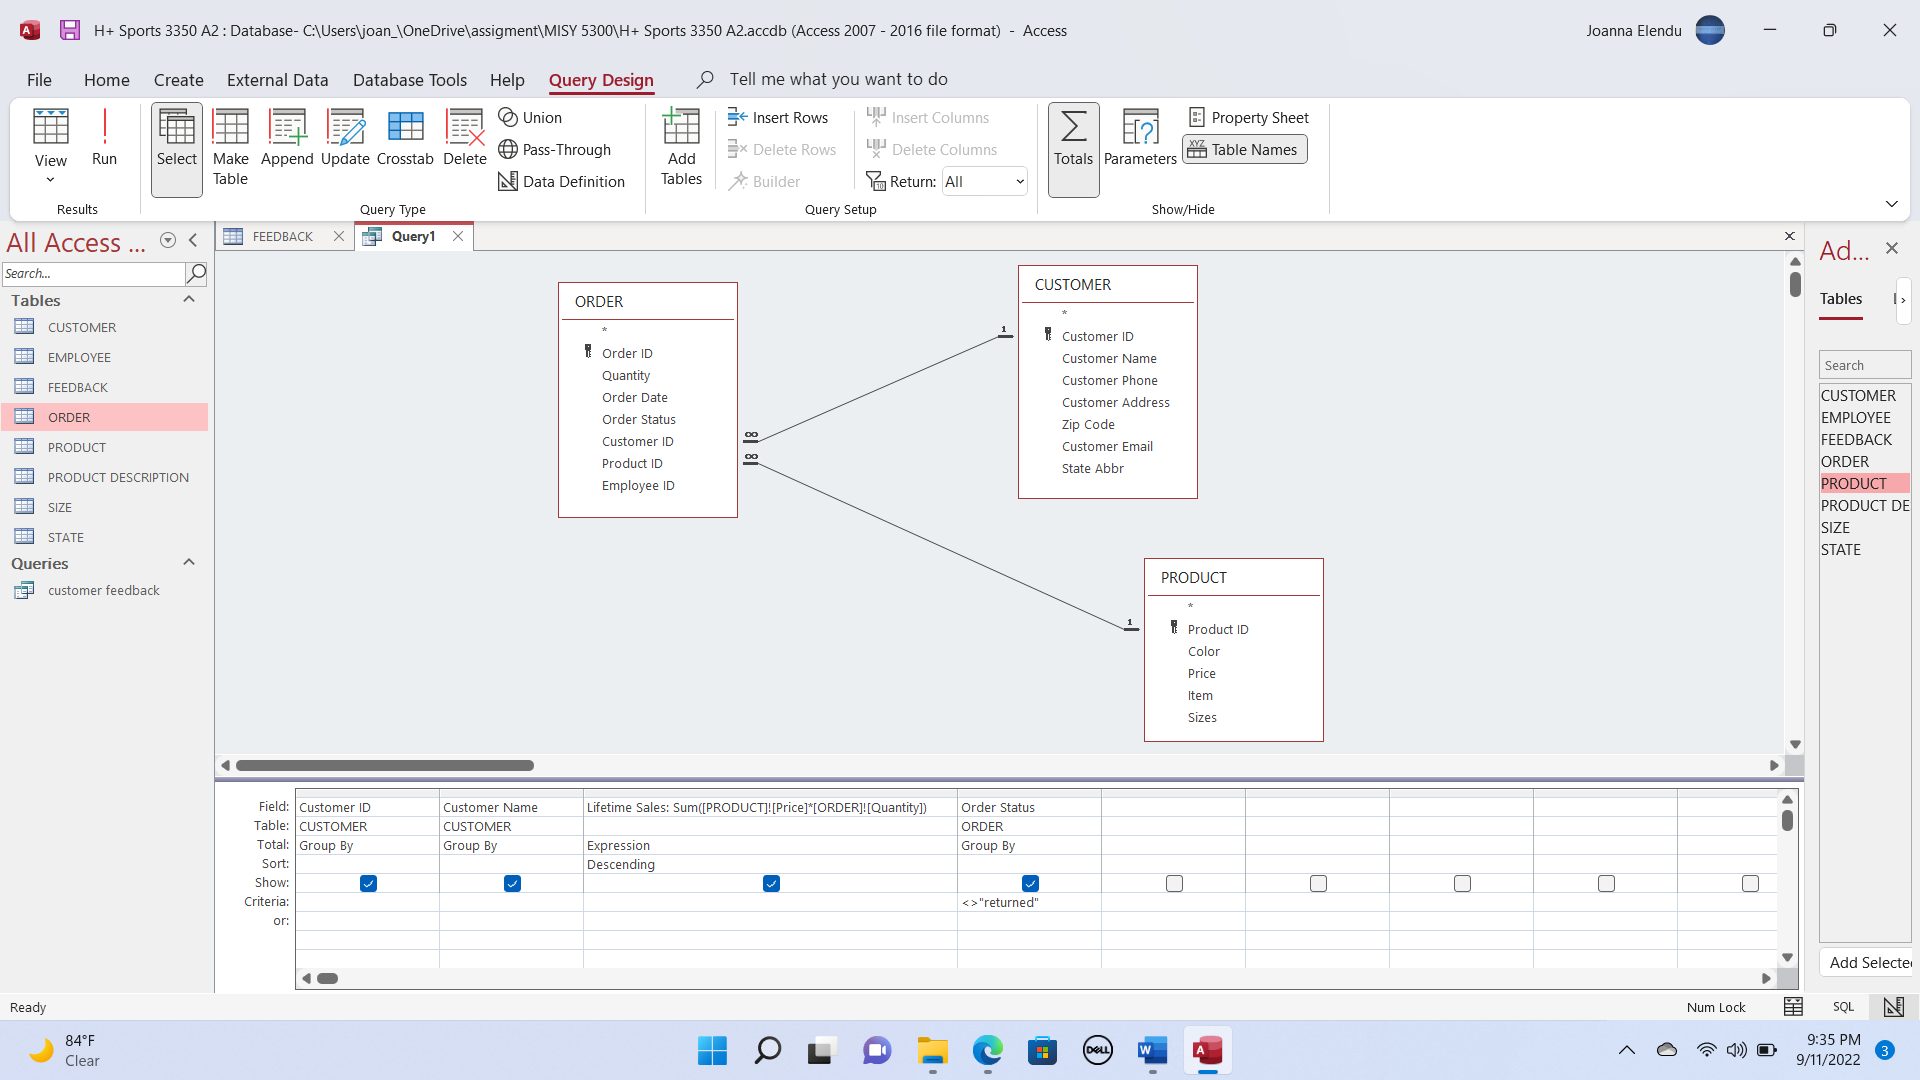 H+ Sports 3350 A2 : Database- C:\Users\joan_\OneDrive\assigment\MISY 5300\H+ Sports 3350 A2.accdb (Access 2007 - 2016 file format)  -  Access
Joanna Elendu
File Home Create External Data Database Tools Help Query Design Tell me what you want to do
View
Run
Results
Select
Make Table
Append
Update
Crosstab
Delete
Union
Pass-Through
Data Definition
Query Type
Add Tables
Insert Rows
Delete Rows
Builder
Insert Columns
Delete Columns
Return: All
Query Setup
Totals
Parameters
Property Sheet
XYZ Table Names
Show/Hide
All Access ...
Search...
Tables
CUSTOMER
EMPLOYEE
FEEDBACK
ORDER
PRODUCT
PRODUCT DESCRIPTION
SIZE
STATE
Queries
customer feedback
FEEDBACK
Query1
ORDER
*
Order ID
Quantity
Order Date
Order Status
Customer ID
Product ID
Employee ID
1
∞
∞
1
CUSTOMER
*
Customer ID
Customer Name
Customer Phone
Customer Address
Zip Code
Customer Email
State Abbr
PRODUCT
*
Product ID
Color
Price
Item
Sizes
Field: Customer ID Customer Name Lifetime Sales: Sum([PRODUCT]![Price]*[ORDER]![Quantity]) Order Status
Table: CUSTOMER CUSTOMER ORDER
Total: Group By Group By Expression Group By
Sort: Descending
Show:
Criteria: <>"returned"
or:
Ad...
Tables
Search
CUSTOMER
EMPLOYEE
FEEDBACK
ORDER
PRODUCT
PRODUCT DE
SIZE
STATE
Add Selecte
Ready
Num Lock
SQL
84°F
Clear
DELL
W
A
9:35 PM
9/11/2022
3